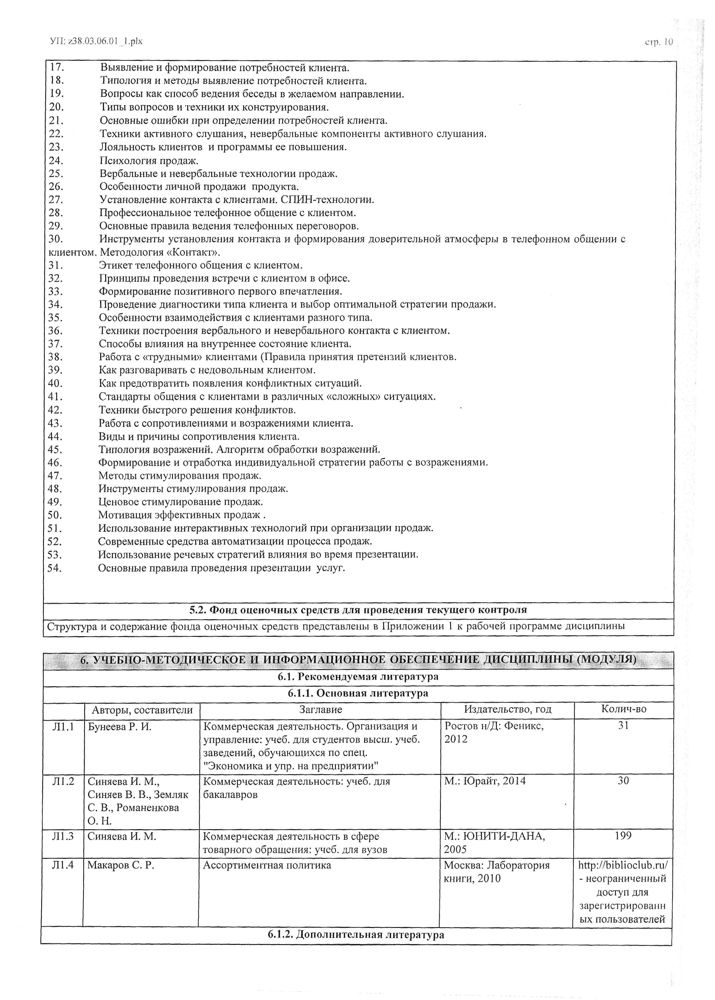 УП: z38.03.06.01_1.plx
стр. 10
17. Выявление и формирование потребностей клиента.
18. Типология и методы выявление потребностей клиента.
19. Вопросы как способ ведения беседы в желаемом направлении.
20. Типы вопросов и техники их конструирования.
21. Основные ошибки при определении потребностей клиента.
22. Техники активного слушания, невербальные компоненты активного слушания.
23. Лояльность клиентов и программы ее повышения.
24. Психология продаж.
25. Вербальные и невербальные технологии продаж.
26. Особенности личной продажи продукта.
27. Установление контакта с клиентами. СПИН-технологии.
28. Профессиональное телефонное общение с клиентом.
29. Основные правила ведения телефонных переговоров.
30. Инструменты установления контакта и формирования доверительной атмосферы в телефонном общении с
клиентом. Методология «Контакт».
31. Этикет телефонного общения с клиентом.
32. Принципы проведения встречи с клиентом в офисе.
33. Формирование позитивного первого впечатления.
34. Проведение диагностики типа клиента и выбор оптимальной стратегии продажи.
35. Особенности взаимодействия с клиентами разного типа.
36. Техники построения вербального и невербального контакта с клиентом.
37. Способы влияния на внутреннее состояние клиента.
38. Работа с «трудными» клиентами (Правила принятия претензий клиентов.
39. Как разговаривать с недовольным клиентом.
40. Как предотвратить появления конфликтных ситуаций.
41. Стандарты общения с клиентами в различных «сложных» ситуациях.
42. Техники быстрого решения конфликтов.
43. Работа с сопротивлениями и возражениями клиента.
44. Виды и причины сопротивления клиента.
45. Типология возражений. Алгоритм обработки возражений.
46. Формирование и отработка индивидуальной стратегии работы с возражениями.
47. Методы стимулирования продаж.
48. Инструменты стимулирования продаж.
49. Ценовое стимулирование продаж.
50. Мотивация эффективных продаж .
51. Использование интерактивных технологий при организации продаж.
52. Современные средства автоматизации процесса продаж.
53. Использование речевых стратегий влияния во время презентации.
54. Основные правила проведения презентации услуг.
5.2. Фонд оценочных средств для проведения текущего контроля
Структура и содержание фонда оценочных средств представлены в Приложении 1 к рабочей программе дисциплины
6. УЧЕБНО-МЕТОДИЧЕСКОЕ И ИНФОРМАЦИОННОЕ ОБЕСПЕЧЕНИЕ ДИСЦИПЛИНЫ (МОДУЛЯ)
6.1. Рекомендуемая литература
6.1.1. Основная литература
Авторы, составители Заглавие Издательство, год Колич-во
Л1.1 Бунеева Р. И. Коммерческая деятельность. Организация и Ростов н/Д: Феникс, 31
управление: учеб. для студентов высш. учеб. 2012
заведений, обучающихся по спец.
"Экономика и упр. на предприятии"
Л1.2 Синяева И. М., Коммерческая деятельность: учеб. для М.: Юрайт, 2014 30
Синяев В. В., Земляк бакалавров
С. В., Романенкова
О. Н.
Л1.3 Синяева И. М. Коммерческая деятельность в сфере М.: ЮНИТИ-ДАНА, 199
товарного обращения: учеб. для вузов 2005
Л1.4 Макаров С. Р. Ассортиментная политика Москва: Лаборатория http://biblioclub.ru/
книги, 2010 - неограниченный
доступ для
зарегистрированн
ых пользователей
6.1.2. Дополнительная литература